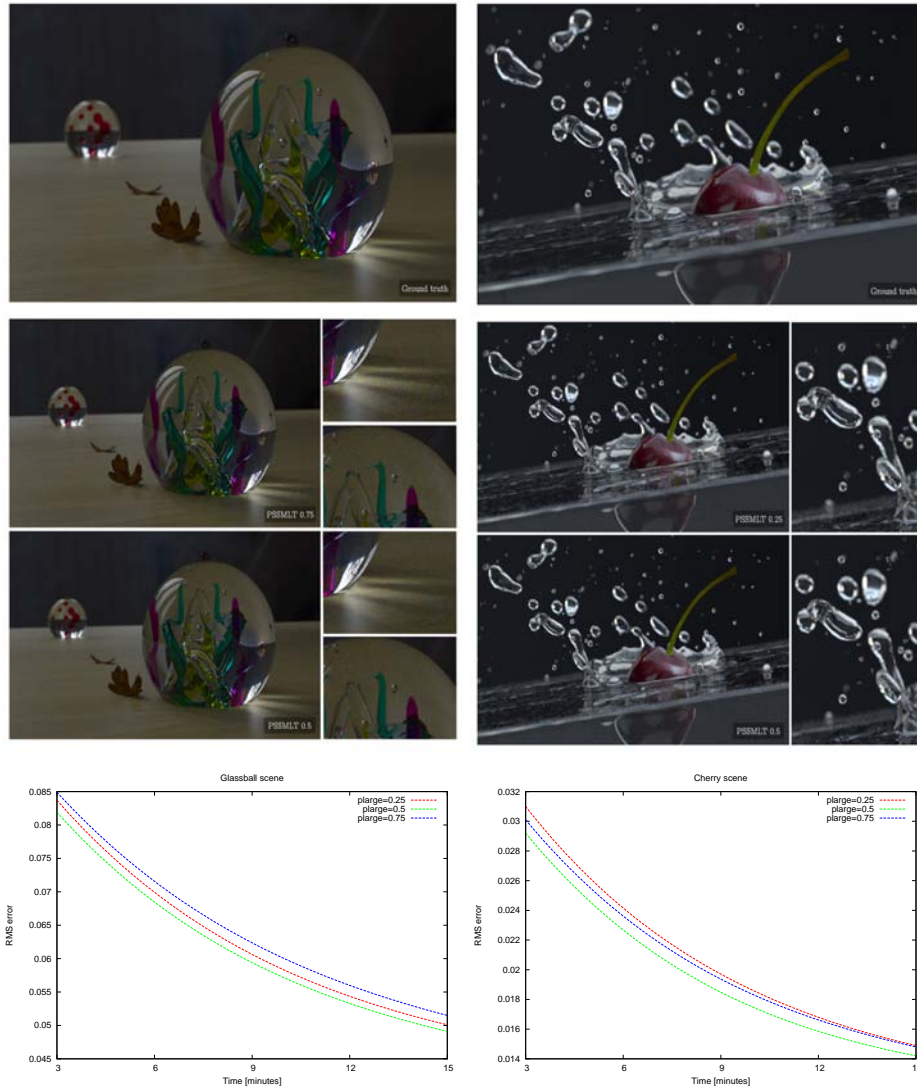 Ground truth
Ground truth
PSSMLT 0.75
PSSMLT 0.25
PSSMLT 0.5
PSSMLT 0.5
Glassball scene
0.085
0.08
0.075
0.07
0.065
0.06
0.055
0.05
0.045
3
6
9
12
15
RMS error
Time [minutes]
plarge=0.25
plarge=0.5
plarge=0.75
Cherry scene
0.032
0.03
0.028
0.026
0.024
0.022
0.02
0.018
0.016
0.014
3
6
9
12
1
RMS error
Time [minutes]
plarge=0.25
plarge=0.5
plarge=0.75